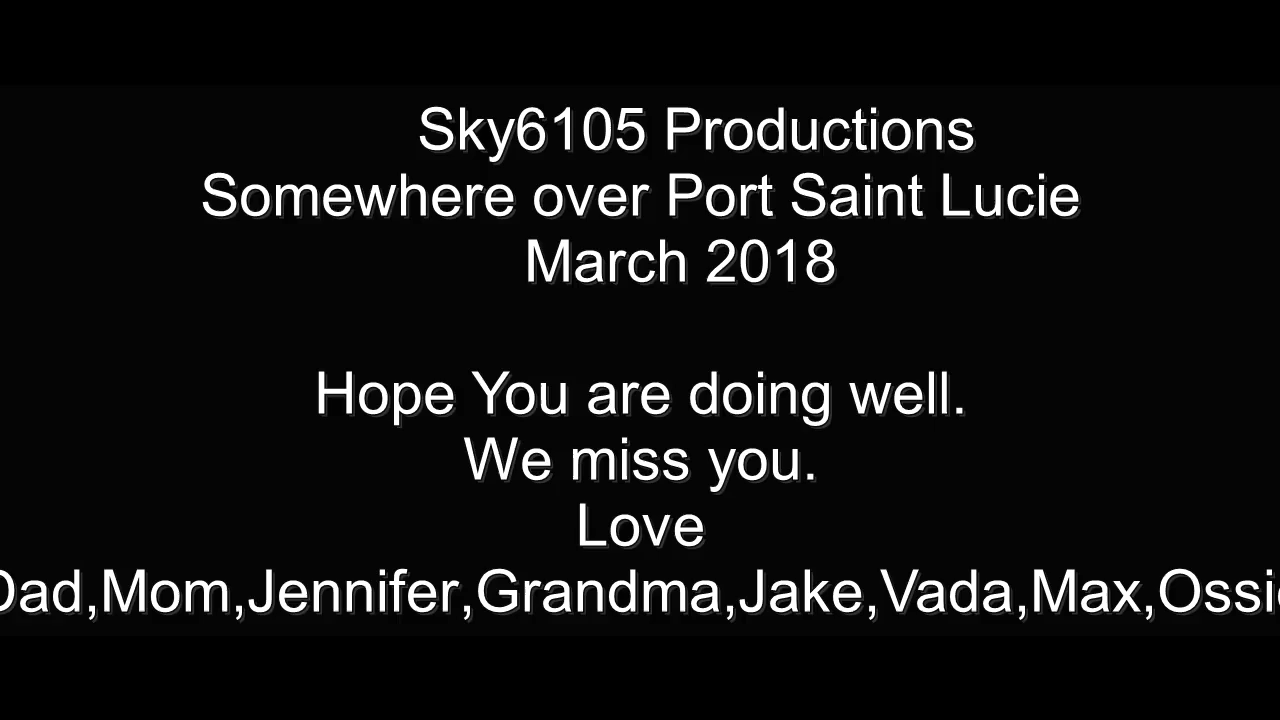 Sky6105 Productions
Somewhere over Port Saint Lucie
March 2018
Hope You are doing well.
We miss you.
Love
Dad,Mom,Jennifer,Grandma,Jake,Vada,Max,